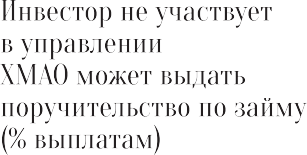 Инвестор не участвует
в управлении
ХМАО может выдать
поручительство по займу
(% выплатам)